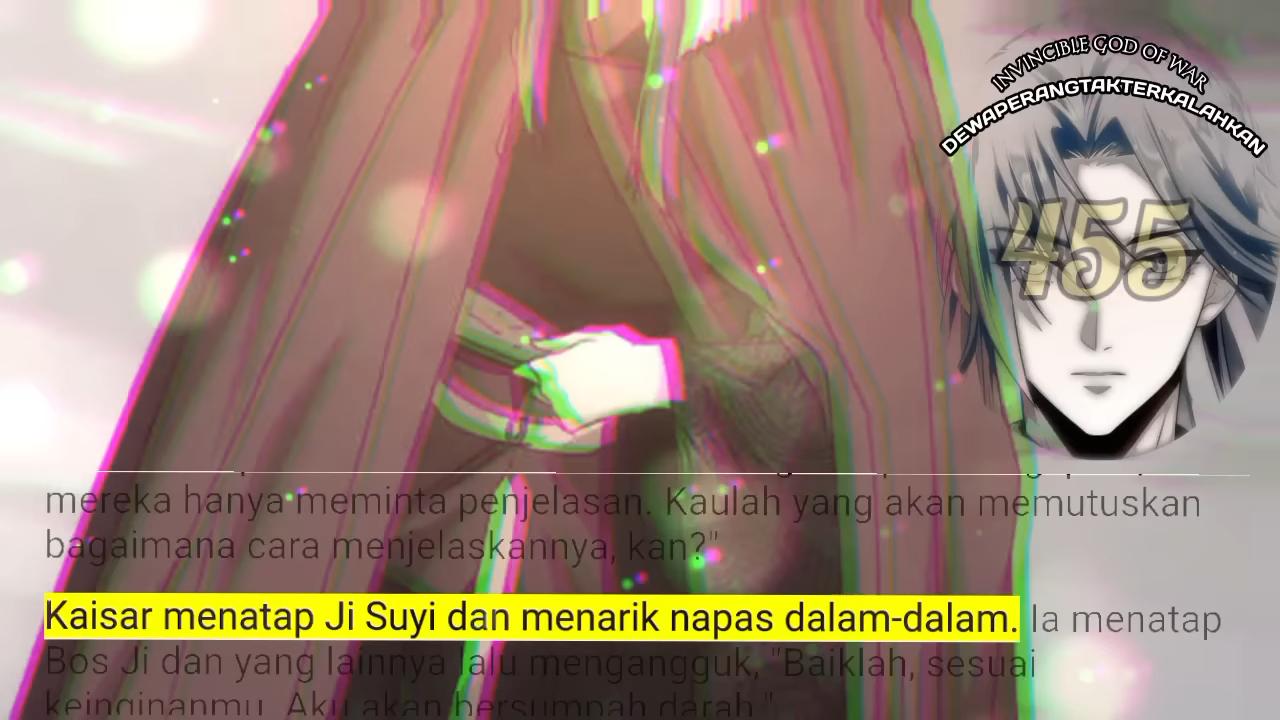 INVINCIBLE GOD OF WAR
DEWAPERANGTAKTERKALAHKAN
455
mereka hanya meminta penjelasan. Kaulah yang akan memutuskan
bagaimana cara menjelaskannya, kan?"
Kaisar menatap Ji Suyi dan menarik napas dalam-dalam. Ia menatap
Bos Ji dan yang lainnya lalu mengangguk, "Baiklah, sesuai
keinginanmu. Aku akan bersumpah darah."